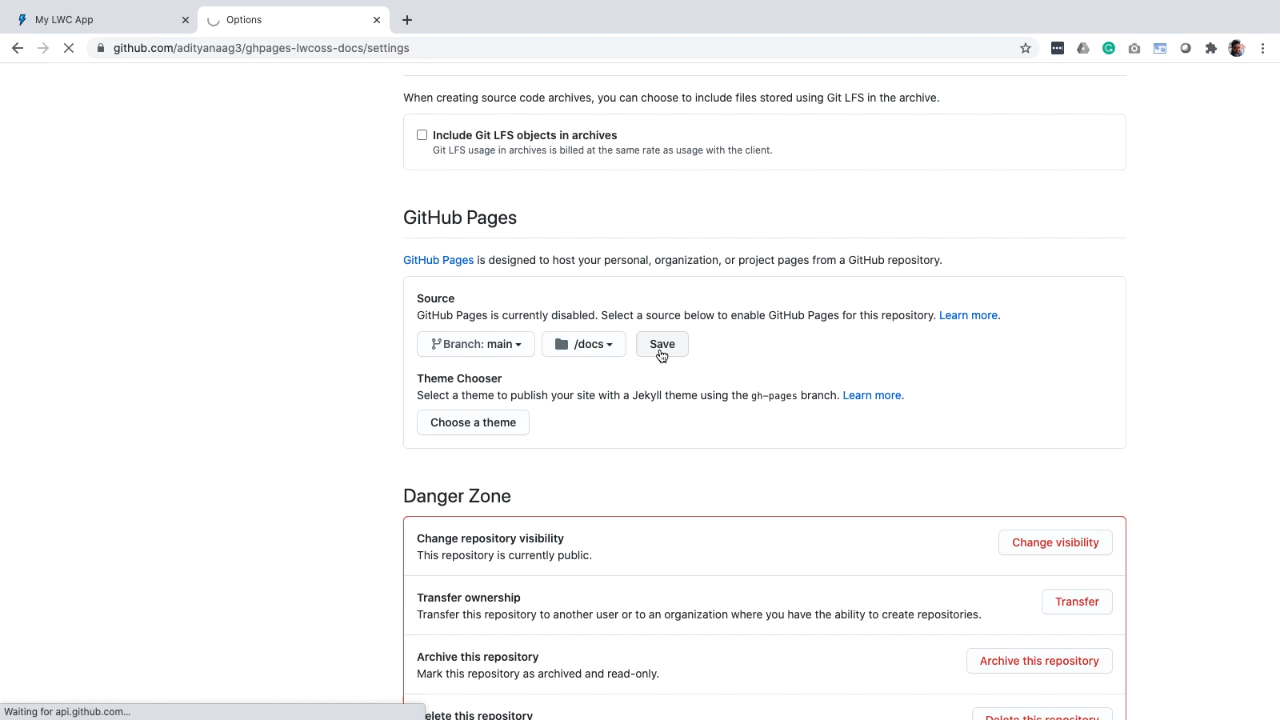 My LWC App
Options
github.com/adityanaag3/ghpages-lwcoss-docs/settings
When creating source code archives, you can choose to include files stored using Git LFS in the archive.
Include Git LFS objects in archives
Git LFS usage in archives is billed at the same rate as usage with the client.
GitHub Pages
GitHub Pages is designed to host your personal, organization, or project pages from a GitHub repository.
Source
GitHub Pages is currently disabled. Select a source below to enable GitHub Pages for this repository. Learn more.
Branch: main /docs Save
Theme Chooser
Select a theme to publish your site with a Jekyll theme using the gh-pages branch. Learn more.
Choose a theme
Danger Zone
Change repository visibility
This repository is currently public.
Change visibility
Transfer ownership
Transfer this repository to another user or to an organization where you have the ability to create repositories.
Transfer
Archive this repository
Mark this repository as archived and read-only.
Archive this repository
elete this repository
Delete this repository
Waiting for api.github.com...